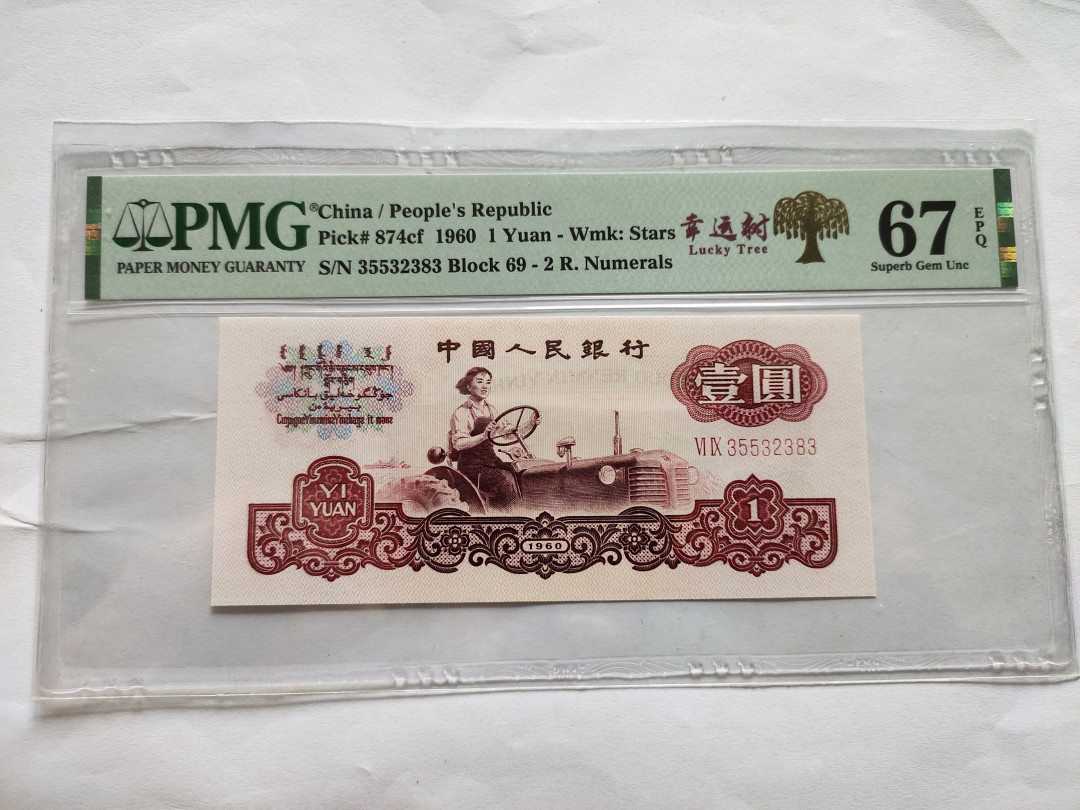 PMG®
PAPER MONEY GUARANTY
China / People's Republic
Pick# 874cf 1960 1 Yuan - Wmk: Stars
S/N 35532383 Block 69 - 2 R. Numerals
幸运树
Lucky Tree
67
EPQ
Superb Gem Unc
中國人民銀行
壹圓
VI IX 35532383
YI
YUAN
1960
1